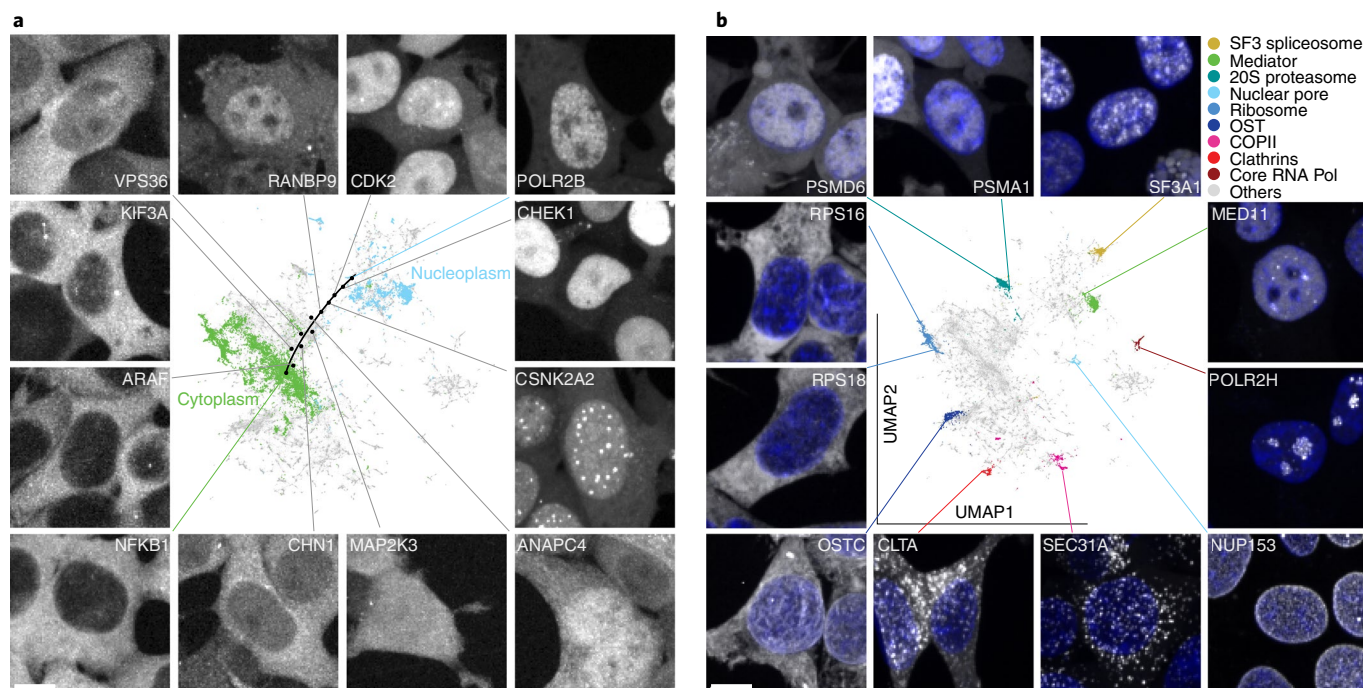 a
VPS36
RANBP9
CDK2
POLR2B
KIF3A
CHEK1
Nucleoplasm
ARAF
Cytoplasm
CSNK2A2
NFKB1
CHN1
MAP2K3
ANAPC4
b
PSMD6
PSMA1
SF3A1
SF3 spliceosome
Mediator
20S proteasome
Nuclear pore
Ribosome
OST
COPII
Clathrins
Core RNA Pol
Others
RPS16
MED11
RPS18
POLR2H
UMAP2
UMAP1
OSTC
CLTA
SEC31A
NUP153